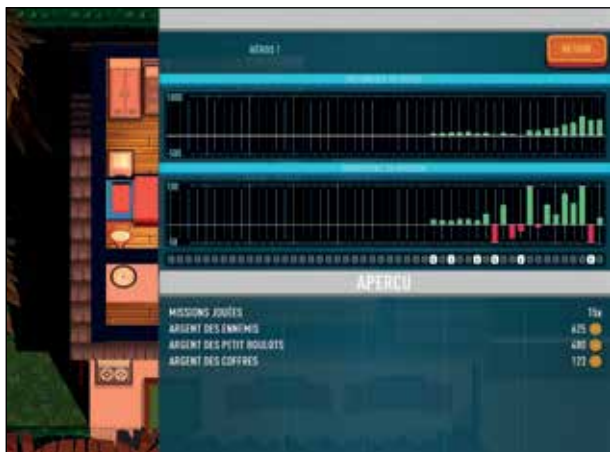 HÉROS !
RETOUR
1000
-500
100
-50
APERÇU
MISSIONS JOUÉES
ARGENT DES ENNEMIS 625
ARGENT DES PETIT BOULOTS 480
ARGENT DES COFFRES 122